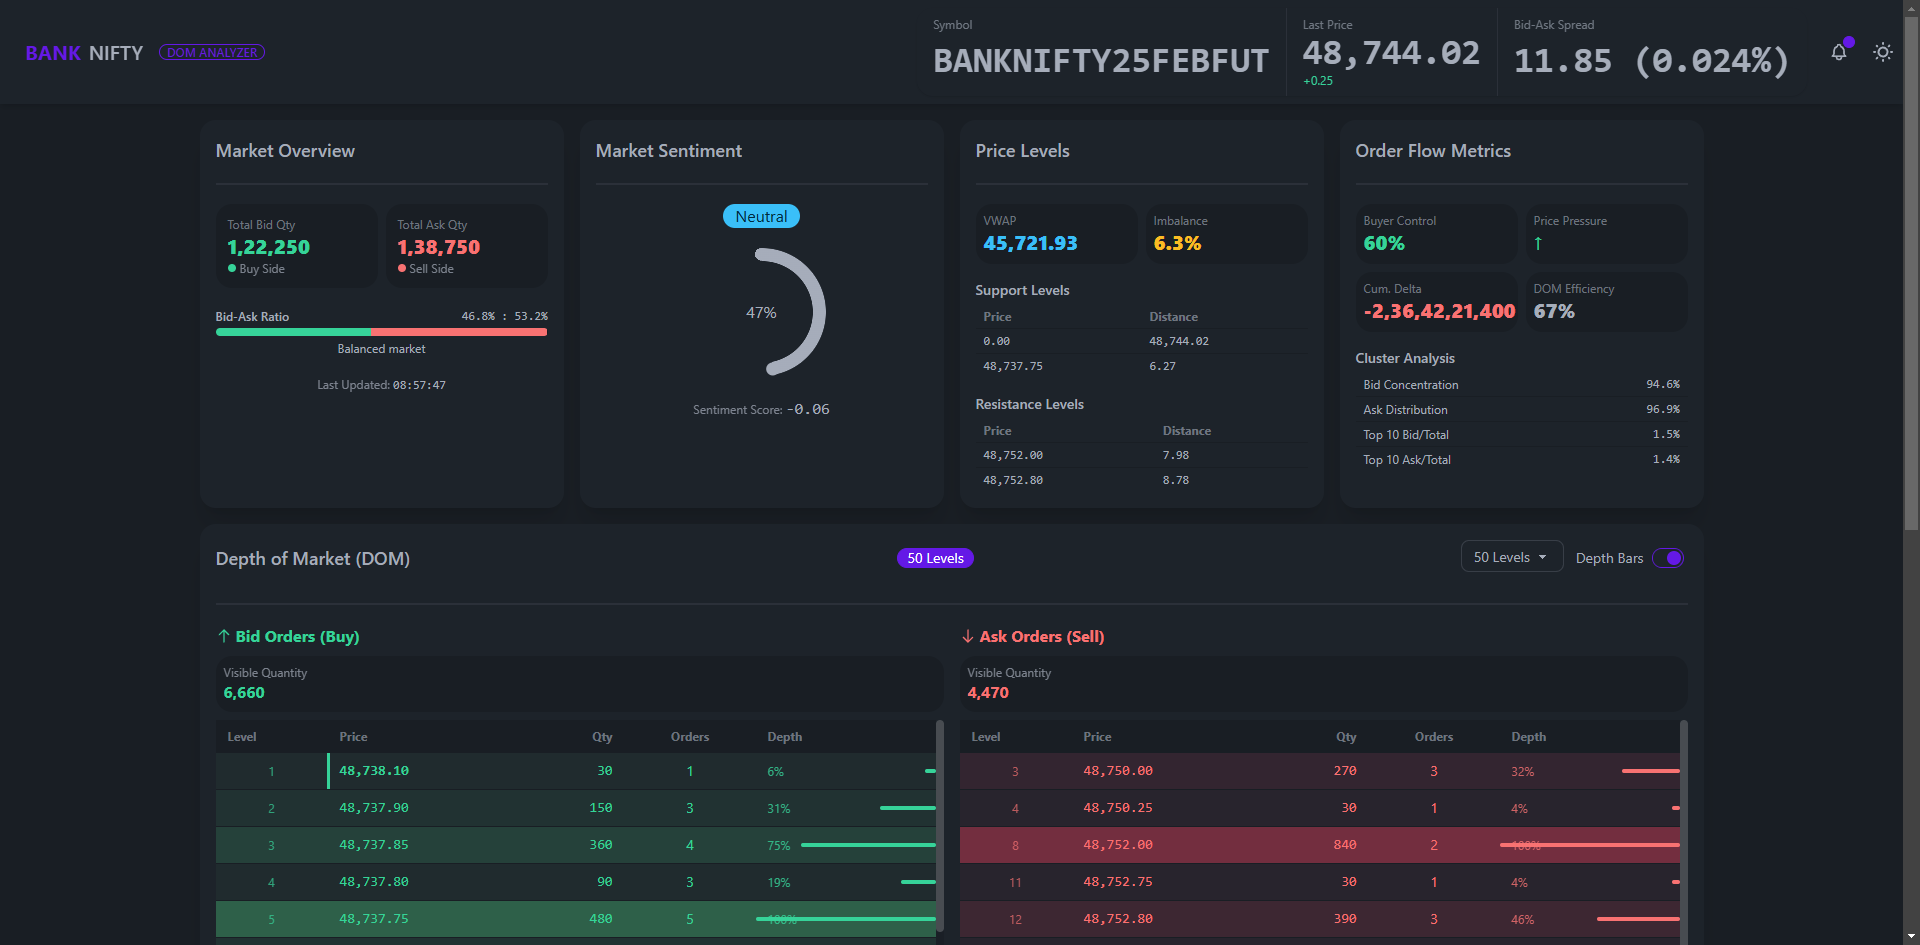 BANK NIFTY DOM ANALYZER
Symbol
BANKNIFTY25FEBFUT
Last Price
48,744.02
+0.25
Bid-Ask Spread
11.85 (0.024%)
Market Overview
Total Bid Qty
1,22,250
Buy Side
Total Ask Qty
1,38,750
Sell Side
Bid-Ask Ratio 46.8% : 53.2%
Balanced market
Last Updated: 08:57:47
Market Sentiment
Neutral
47%
Sentiment Score: -0.06
Price Levels
VWAP
45,721.93
Imbalance
6.3%
Support Levels
Price Distance
0.00 48,744.02
48,737.75 6.27
Resistance Levels
Price Distance
48,752.00 7.98
48,752.80 8.78
Order Flow Metrics
Buyer Control
60%
Price Pressure
↑
Cum. Delta
-2,36,42,21,400
DOM Efficiency
67%
Cluster Analysis
Bid Concentration 94.6%
Ask Distribution 96.9%
Top 10 Bid/Total 1.5%
Top 10 Ask/Total 1.4%
Depth of Market (DOM) 50 Levels 50 Levels Depth Bars
↑ Bid Orders (Buy)
Visible Quantity
6,660
Level Price Qty Orders Depth
1 48,738.10 30 1 6%
2 48,737.90 150 3 31%
3 48,737.85 360 4 75%
4 48,737.80 90 3 19%
5 48,737.75 480 5 100%
↓ Ask Orders (Sell)
Visible Quantity
4,470
Level Price Qty Orders Depth
3 48,750.00 270 3 32%
4 48,750.25 30 1 4%
8 48,752.00 840 2 100%
11 48,752.75 30 1 4%
12 48,752.80 390 3 46%